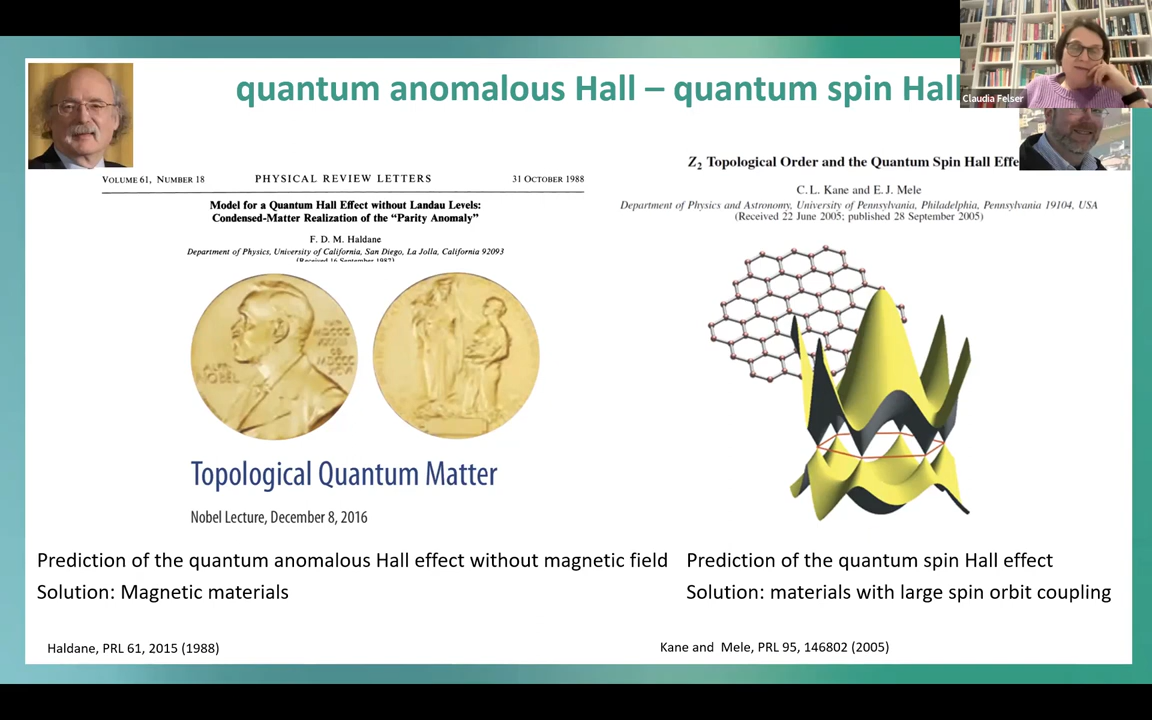 quantum anomalous Hall – quantum spin Hall
Claudia Felser
VOLUME 61, NUMBER 18 PHYSICAL REVIEW LETTERS 31 OCTOBER 1988
Model for a Quantum Hall Effect without Landau Levels:
Condensed-Matter Realization of the "Parity Anomaly"
F. D. M. Haldane
Department of Physics, University of California, San Diego, La Jolla, California 92093
(Received 16 September 1987)
Z2 Topological Order and the Quantum Spin Hall Effe
C. L. Kane and E. J. Mele
Department of Physics and Astronomy, University of Pennsylvania, Philadelphia, Pennsylvania 19104, USA
(Received 22 June 2005; published 28 September 2005)
Topological Quantum Matter
Nobel Lecture, December 8, 2016
Prediction of the quantum anomalous Hall effect without magnetic field
Solution: Magnetic materials
Prediction of the quantum spin Hall effect
Solution: materials with large spin orbit coupling
Haldane, PRL 61, 2015 (1988)
Kane and Mele, PRL 95, 146802 (2005)